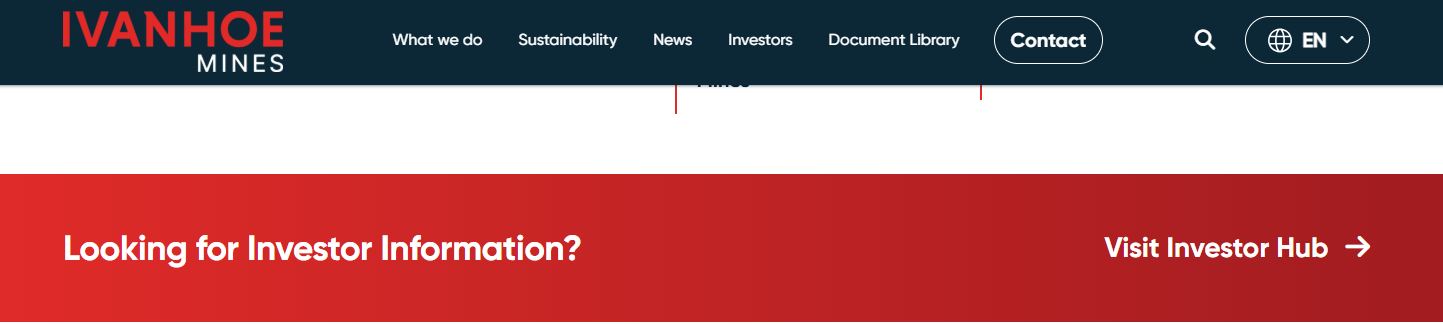 IVANHOE
MINES
What we do
Sustainability
News
Investors
Document Library
Contact
EN
Looking for Investor Information?
Visit Investor Hub